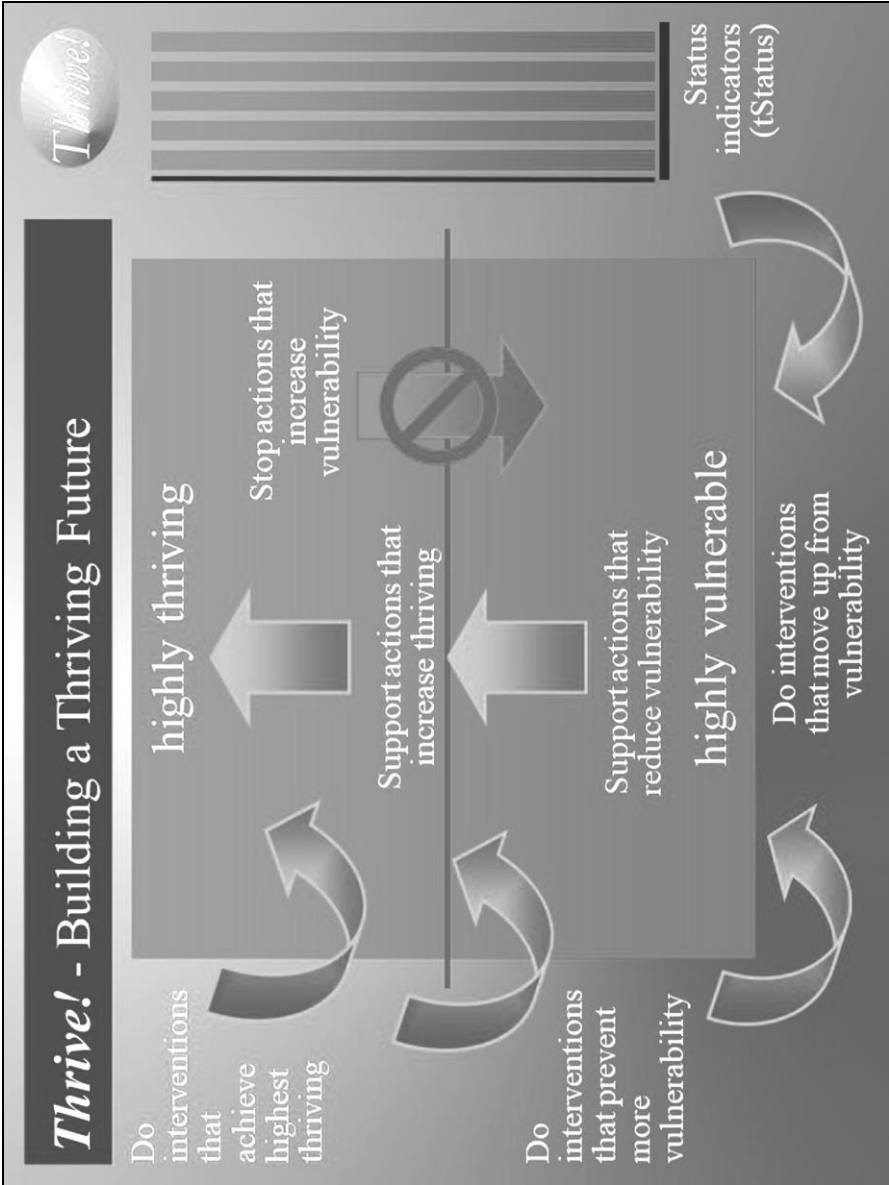 Thrive! - Building a Thriving Future
Thrive!
Do
interventions
that
achieve
highest
thriving
highly thriving
Stop actions that
increase
vulnerability
Support actions that
increase thriving
Do
interventions
that prevent
more
vulnerability
Support actions that
reduce vulnerability
highly vulnerable
Do interventions
that move up from
vulnerability
Status
indicators
(tStatus)